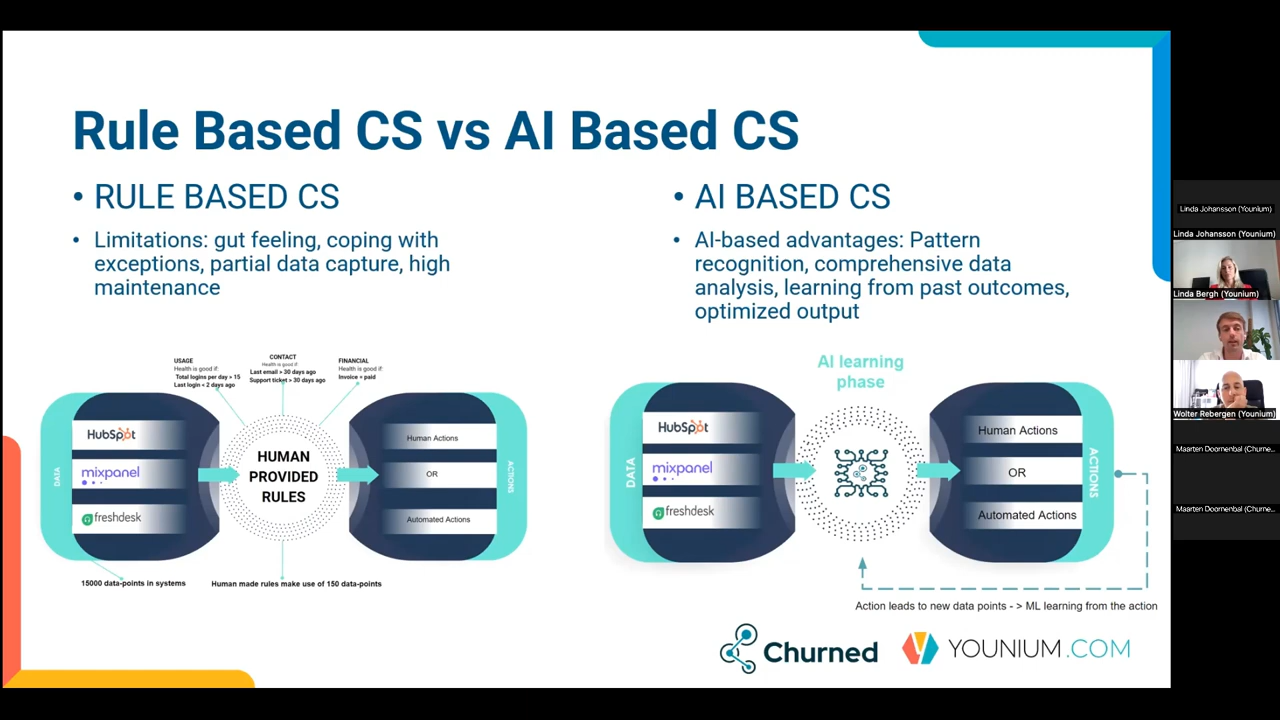 Rule Based CS vs AI Based CS
• RULE BASED CS
• Limitations: gut feeling, coping with
exceptions, partial data capture, high
maintenance
• AI BASED CS
• AI-based advantages: Pattern
recognition, comprehensive data
analysis, learning from past outcomes,
optimized output
USAGE
Health is good if:
Total logins per day > 15
Last login < 2 days ago
CONTACT
Health is good if:
Last email > 30 days ago
Support ticket > 30 days ago
FINANCIAL
Health is good if:
Invoice = paid
DATA
HubSpot
mixpanel
freshdesk
HUMAN
PROVIDED
RULES
Human Actions
OR
Automated Actions
ACTIONS
15000 data-points in systems
Human made rules make use of 150 data-points
AI learning
phase
DATA
HubSpot
mixpanel
freshdesk
Human Actions
OR
Automated Actions
ACTIONS
Action leads to new data points - > ML learning from the action
Churned
YOUNIUM.COM
Linda Johansson (Younium)
Linda Johansson (Younium)
Linda Bergh (Younium)
Wolter Rebergen (Younium)
Maarten Doornenbal (Churne...
Maarten Doornenbal (Churne...